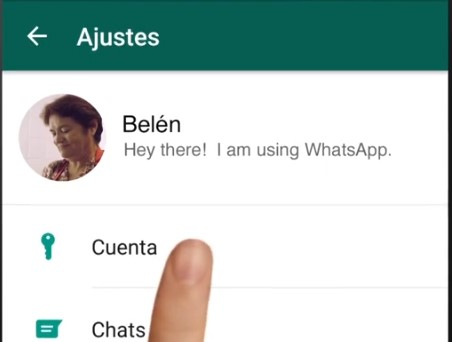 Ajustes
Belén
Hey there! I am using WhatsApp.
Cuenta
Chats